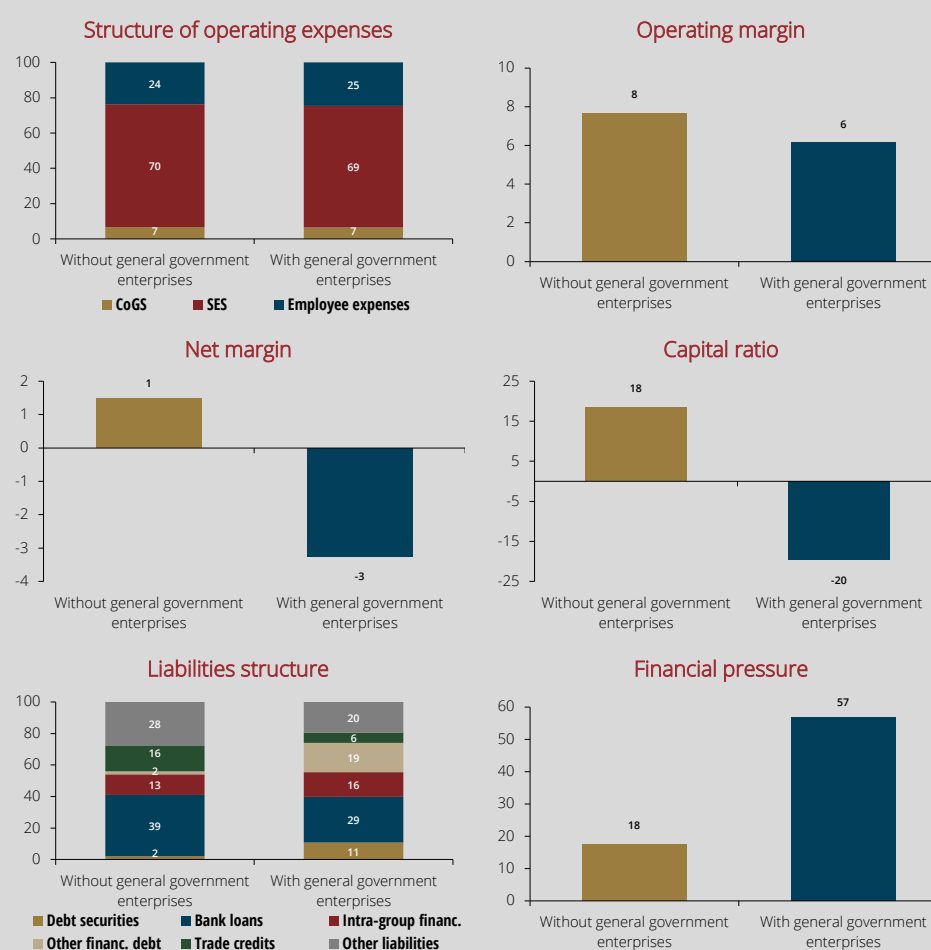 Structure of operating expenses
100
80
60
40
20
0
24
70
7
25
69
7
Without general government
enterprises
With general government
enterprises
CoGS
SES
Employee expenses
Operating margin
10
8
6
4
2
0
8
6
Without general government
enterprises
With general government
enterprises
Net margin
2
1
0
-1
-2
-3
-4
1
-3
Without general government
enterprises
With general government
enterprises
Capital ratio
25
15
5
-5
-15
-25
18
-20
Without general government
enterprises
With general government
enterprises
Liabilities structure
100
80
60
40
20
0
28
16
2
13
39
2
20
6
19
16
29
11
Without general government
enterprises
With general government
enterprises
Debt securities
Bank loans
Intra-group financ.
Other financ. debt
Trade credits
Other liabilities
Financial pressure
60
50
40
30
20
10
0
18
57
Without general government
enterprises
With general government
enterprises